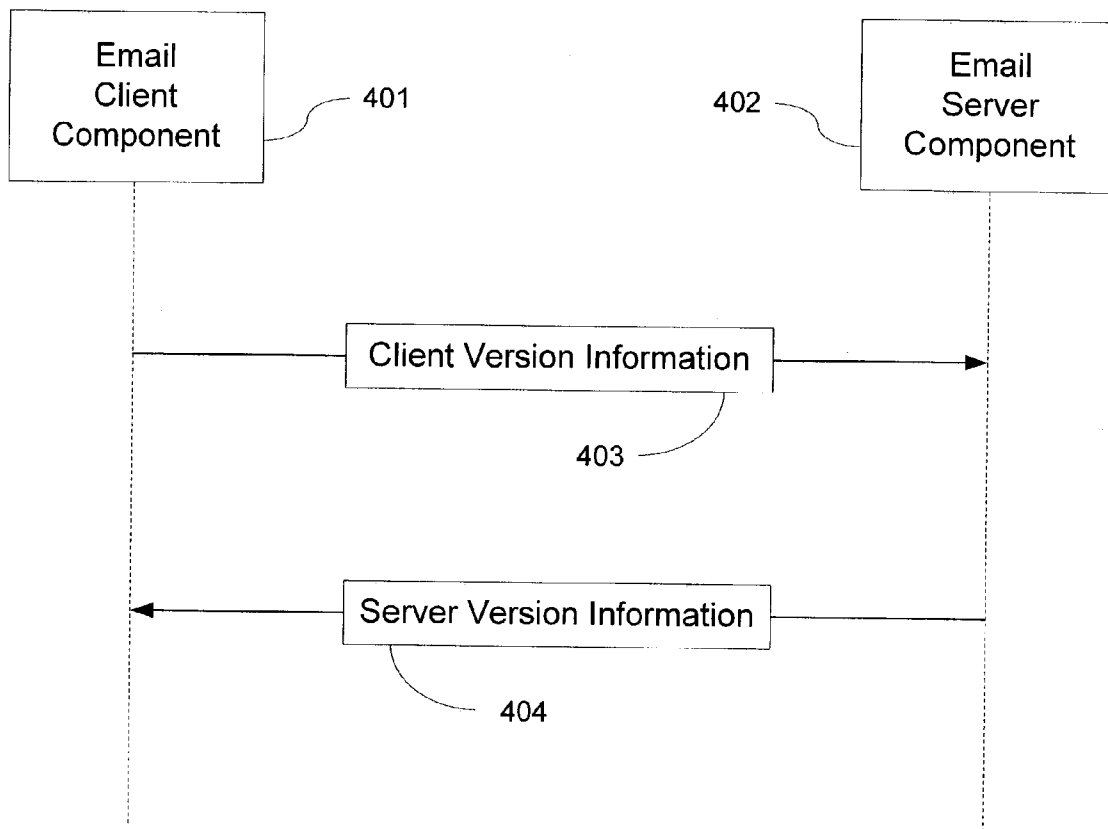 Email
Client
Component
401
402
Email
Server
Component
Client Version Information
403
Server Version Information
404